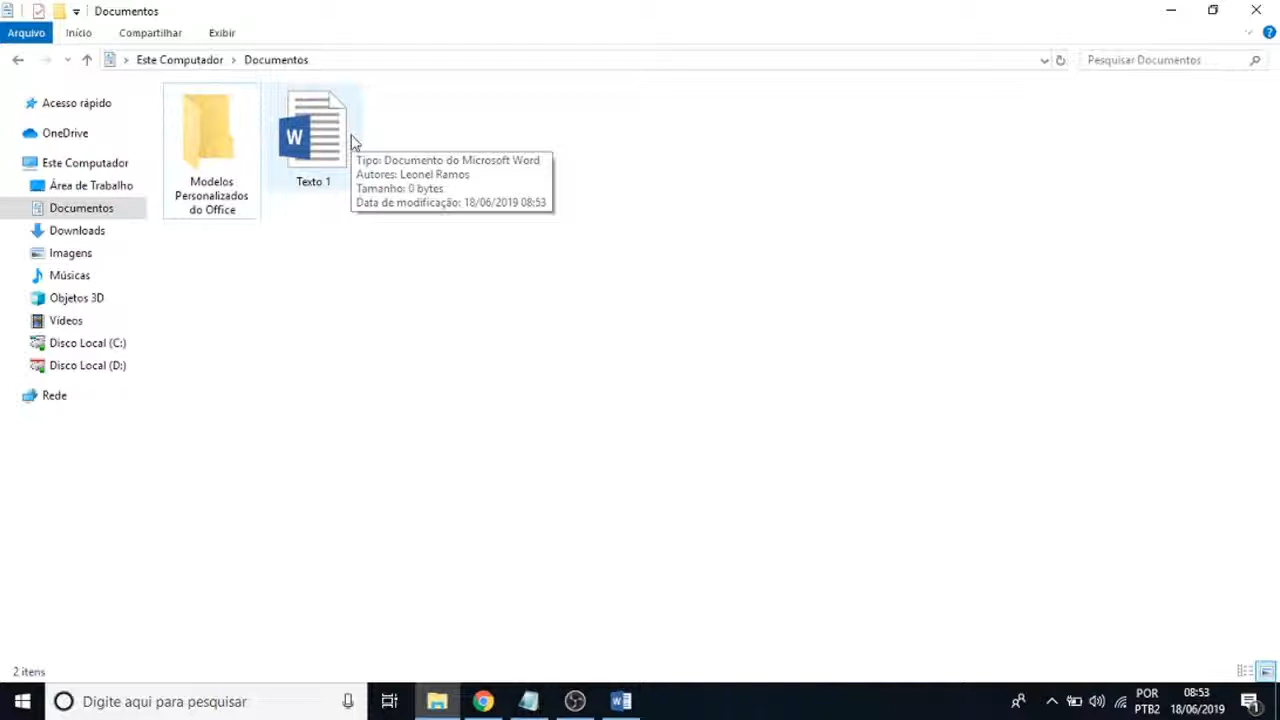 Documentos
Arquivo Início Compartilhar Exibir
Este Computador Documentos
Pesquisar Documentos
Acesso rápido
OneDrive
Este Computador
Área de Trabalho
Documentos
Downloads
Imagens
Músicas
Objetos 3D
Vídeos
Disco Local (C:)
Disco Local (D:)
Rede
Modelos
Personalizados
do Office
W
Texto 1
Tipo: Documento do Microsoft Word
Autores: Leonel Ramos
Tamanho: 0 bytes
Data de modificação: 18/06/2019 08:53
2 itens
Digite aqui para pesquisar
W
POR
PTB2
08:53
18/06/2019
1